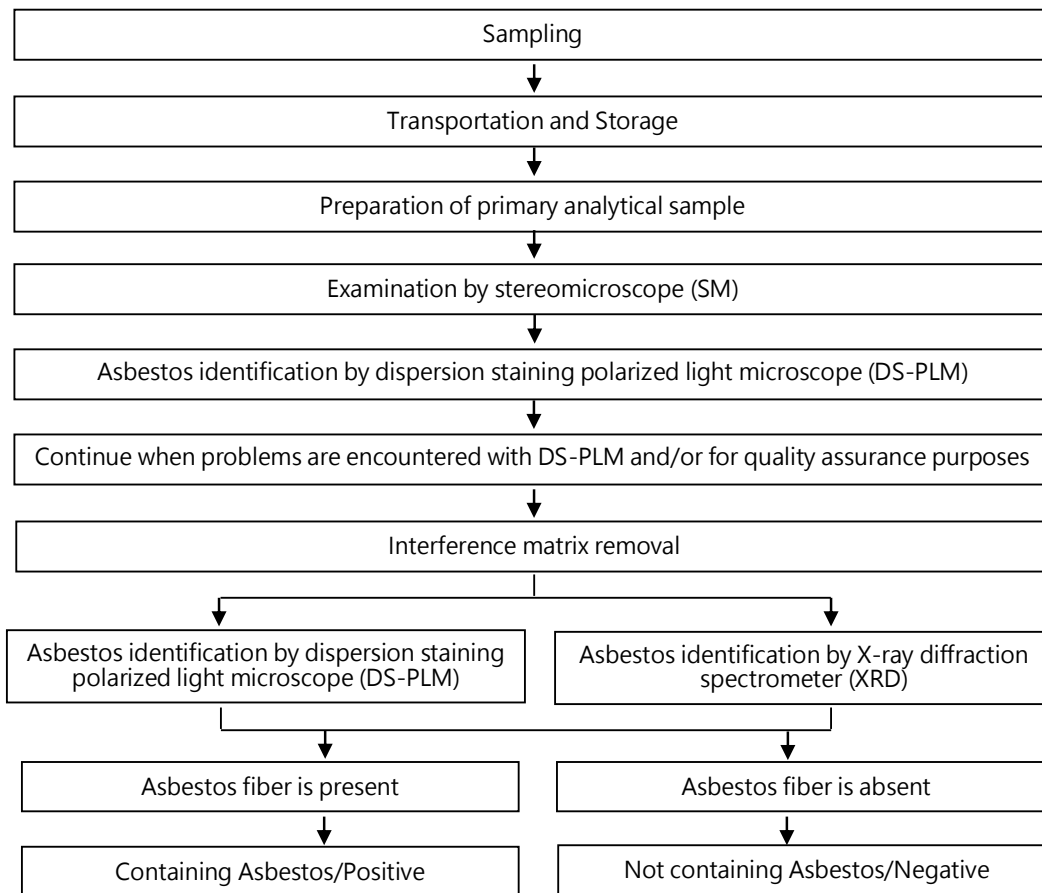 Sampling
Transportation and Storage
Preparation of primary analytical sample
Examination by stereomicroscope (SM)
Asbestos identification by dispersion staining polarized light microscope (DS-PLM)
Continue when problems are encountered with DS-PLM and/or for quality assurance purposes
Interference matrix removal
Asbestos identification by dispersion staining
polarized light microscope (DS-PLM)
Asbestos identification by X-ray diffraction
spectrometer (XRD)
Asbestos fiber is present
Asbestos fiber is absent
Containing Asbestos/Positive
Not containing Asbestos/Negative